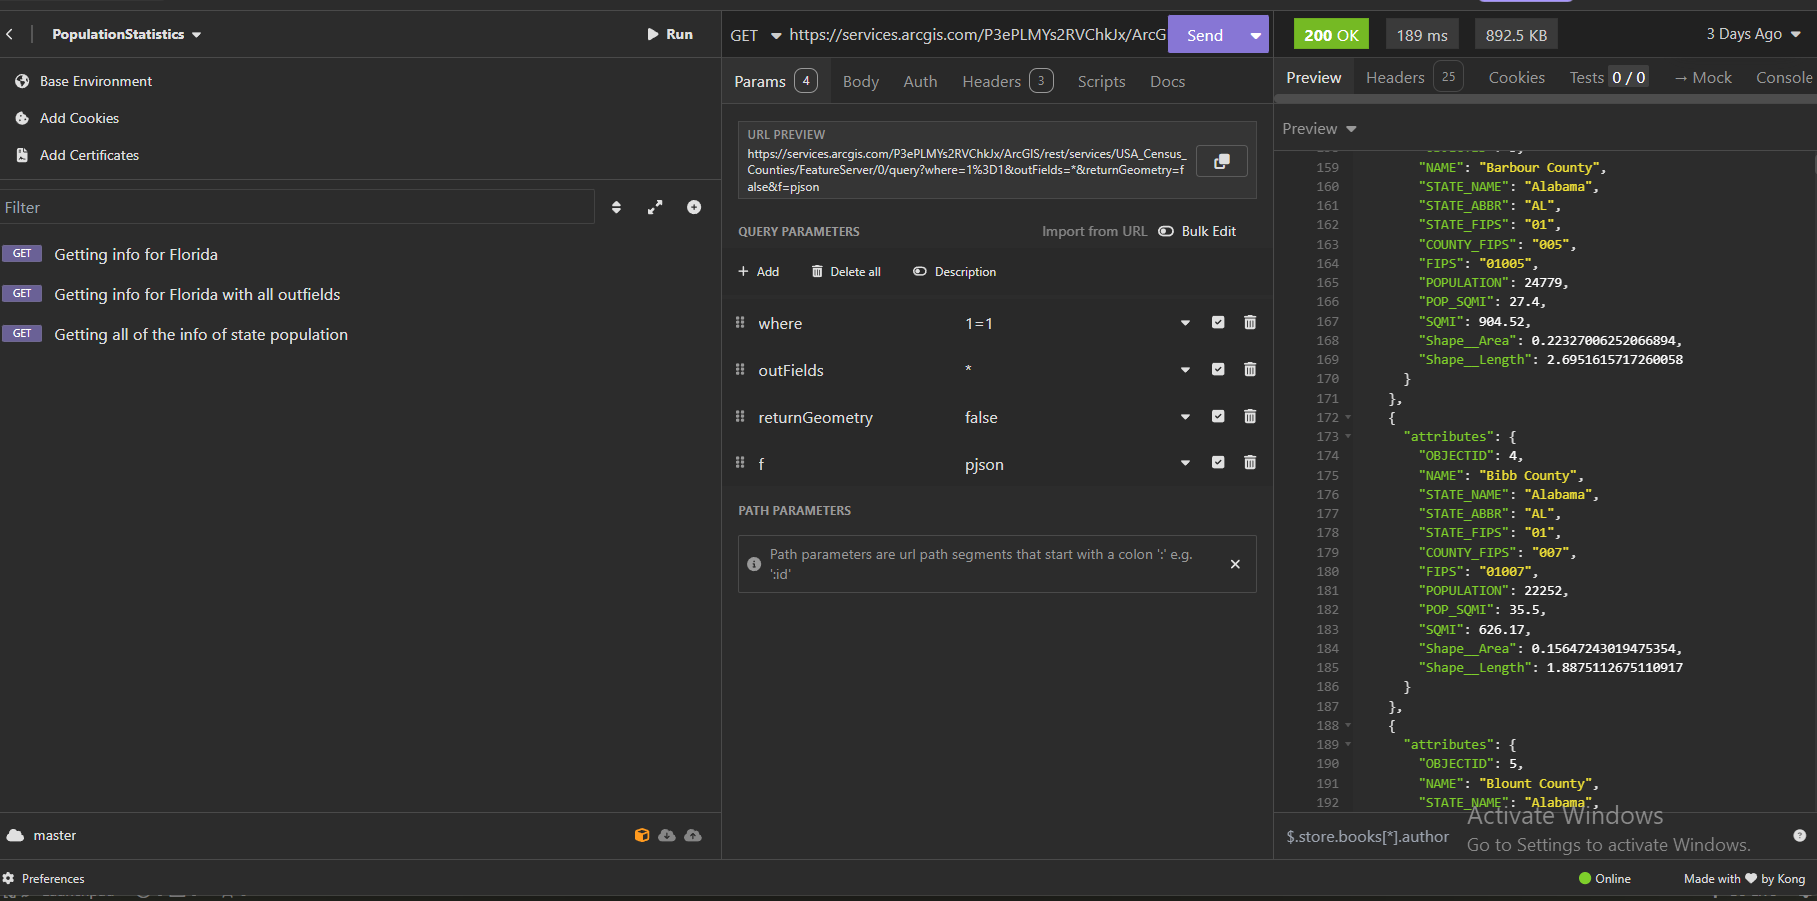 PopulationStatistics
Run
Base Environment
Add Cookies
Add Certificates
Filter
GET Getting info for Florida
GET Getting info for Florida with all outfields
GET Getting all of the info of state population
master
Preferences
GET https://services.arcgis.com/P3ePLMYs2RVChkJx/ArcG
Send
Params 4 Body Auth Headers 3 Scripts Docs
URL PREVIEW
https://services.arcgis.com/P3ePLMYs2RVChkJx/ArcGIS/rest/services/USA_Census_
Counties/FeatureServer/0/query?where=1%3D1&outFields=*&returnGeometry=f
alse&f=pjson
QUERY PARAMETERS Import from URL Bulk Edit
+ Add Delete all Description
where 1=1
outFields *
returnGeometry false
f pjson
PATH PARAMETERS
Path parameters are url path segments that start with a colon ':' e.g.
':id'
200 OK 189 ms 892.5 KB 3 Days Ago
Preview Headers 25 Cookies Tests 0 / 0 → Mock Console
Preview
159 "NAME": "Barbour County",
160 "STATE_NAME": "Alabama",
161 "STATE_ABBR": "AL",
162 "STATE_FIPS": "01",
163 "COUNTY_FIPS": "005",
164 "FIPS": "01005",
165 "POPULATION": 24779,
166 "POP_SQMI": 27.4,
167 "SQMI": 904.52,
168 "Shape__Area": 0.22327006252066894,
169 "Shape__Length": 2.6951615717260058
170 }
171 },
172 {
173 "attributes": {
174 "OBJECTID": 4,
175 "NAME": "Bibb County",
176 "STATE_NAME": "Alabama",
177 "STATE_ABBR": "AL",
178 "STATE_FIPS": "01",
179 "COUNTY_FIPS": "007",
180 "FIPS": "01007",
181 "POPULATION": 22252,
182 "POP_SQMI": 35.5,
183 "SQMI": 626.17,
184 "Shape__Area": 0.15647243019475354,
185 "Shape__Length": 1.8875112675110917
186 }
187 },
188 {
189 "attributes": {
190 "OBJECTID": 5,
191 "NAME": "Blount County",
192 "STATE_NAME": "Alabama",
$.store.books[*].author
Activate Windows
Go to Settings to activate Windows.
Online
Made with ♥ by Kong